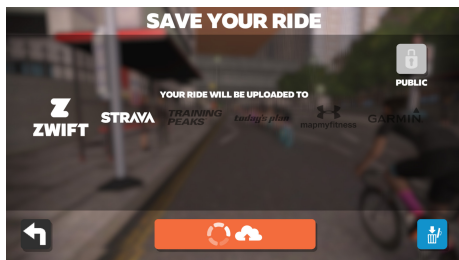 SAVE YOUR RIDE
PUBLIC
YOUR RIDE WILL BE UPLOADED TO
ZWIFT
STRAVA
TRAINING
PEAKS
today's plan
mapmyfitness
GARMIN